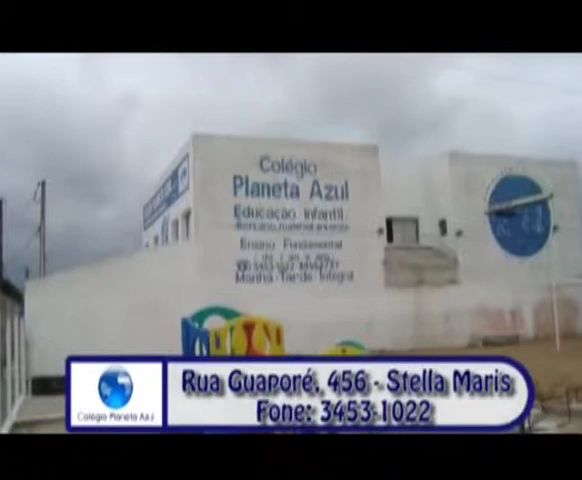 Colégio
Planeta Azul
Educação Infantil
Ensino Fundamental
Manhã-Tarde-Integral
Colégio Planeta Azul
Rua Guaporé, 456 - Stella Maris
Fone: 3453-1022